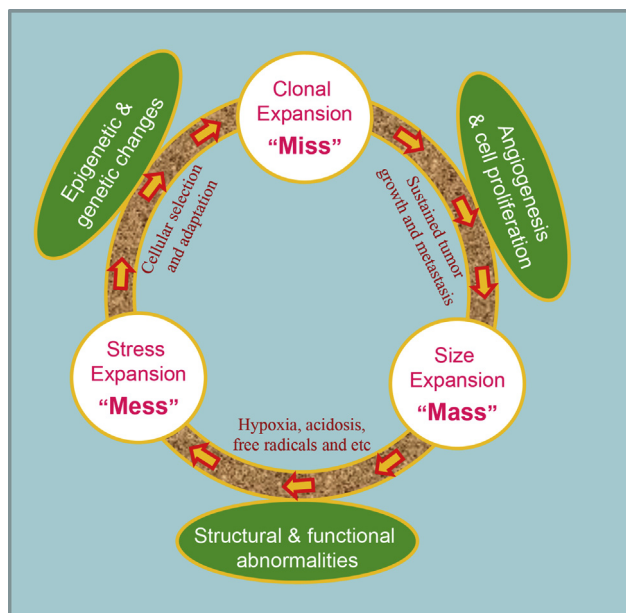 Clonal
Expansion
“Miss”
Epigenetic &
genetic changes
Cellular selection
and adaptation
Angiogenesis
& cell proliferation
Sustained tumor
growth and metastasis
Stress
Expansion
“Mess”
Size
Expansion
“Mass”
Hypoxia, acidosis,
free radicals and etc
Structural & functional
abnormalities